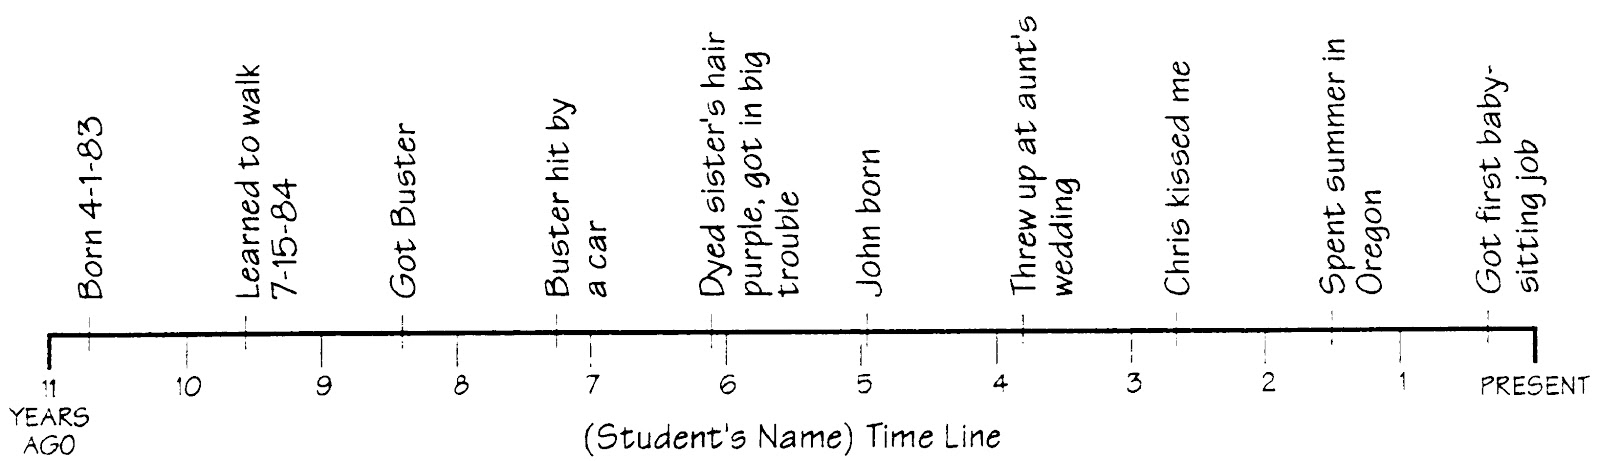 Born 4-1-83
Learned to walk
7-15-84
Got Buster
Buster hit by
a car
Dyed sister's hair
purple, got in big
trouble
John born
Threw up at aunt's
wedding
Chris kissed me
Spent summer in
Oregon
Got first baby-
sitting job
11 10 9 8 7 6 5 4 3 2 1 PRESENT
YEARS
AGO
(Student's Name) Time Line